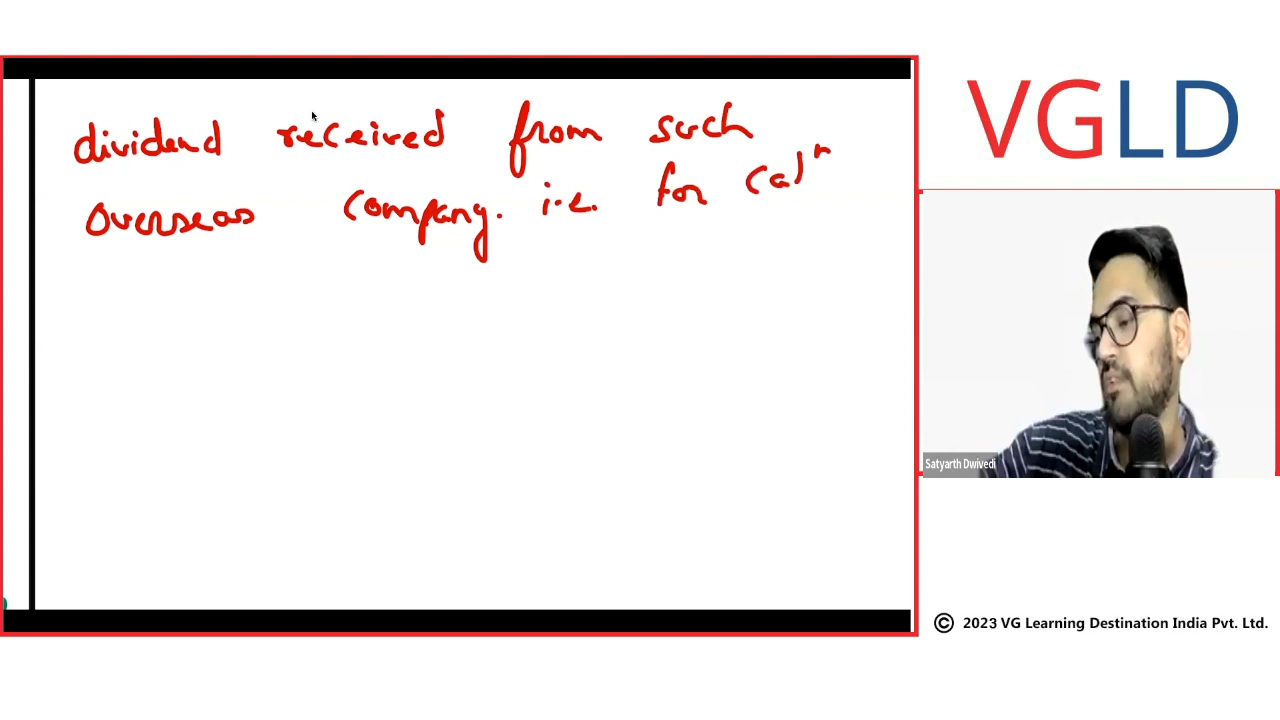 dividend received from such
overseas company. i.e. for calⁿ
VGLD
Satyarth Dwivedi
© 2023 VG Learning Destination India Pvt. Ltd.